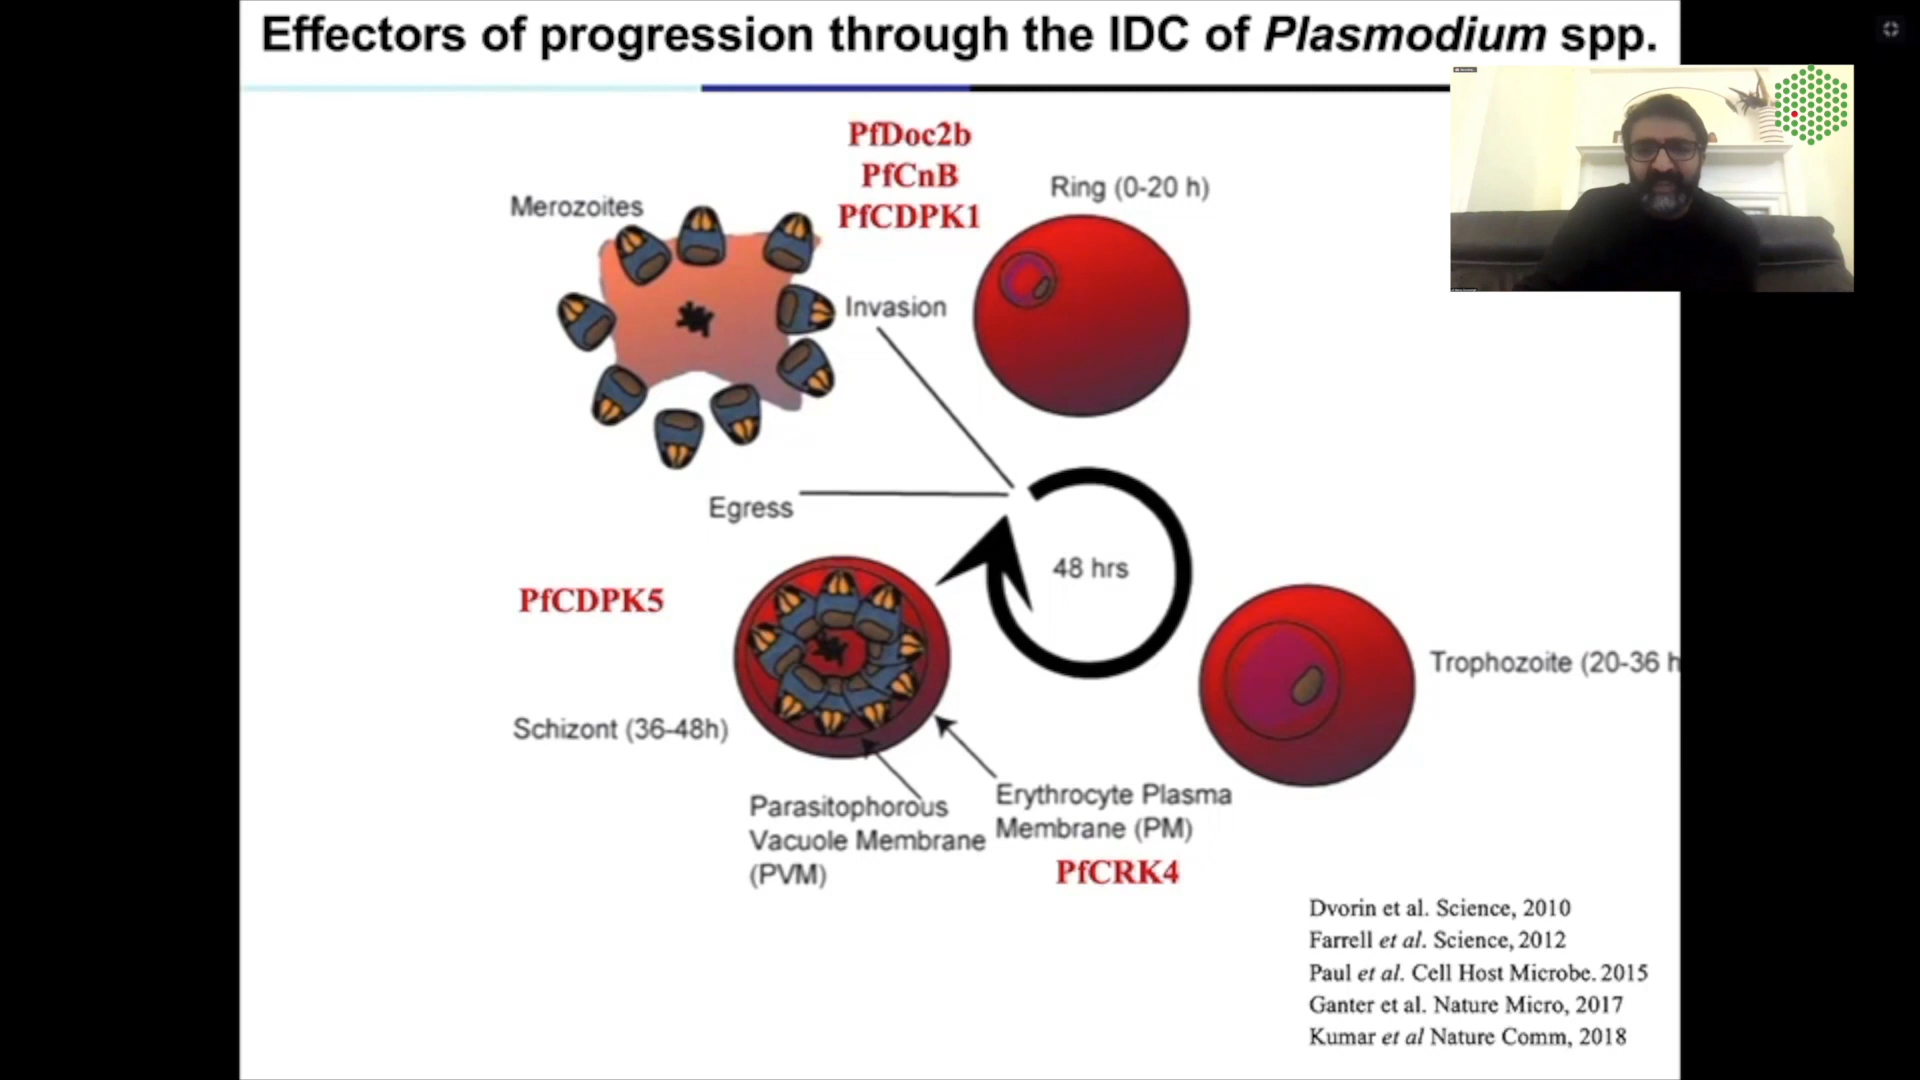 Effectors of progression through the IDC of Plasmodium spp.
PfDoc2b
PfCnB
PfCDPK1
Merozoites
Ring (0-20 h)
Invasion
Egress
48 hrs
PfCDPK5
Trophozoite (20-36 h
Schizont (36-48h)
Parasitophorous
Vacuole Membrane
(PVM)
Erythrocyte Plasma
Membrane (PM)
PfCRK4
Dvorin et al. Science, 2010
Farrell et al. Science, 2012
Paul et al. Cell Host Microbe. 2015
Ganter et al. Nature Micro, 2017
Kumar et al Nature Comm, 2018